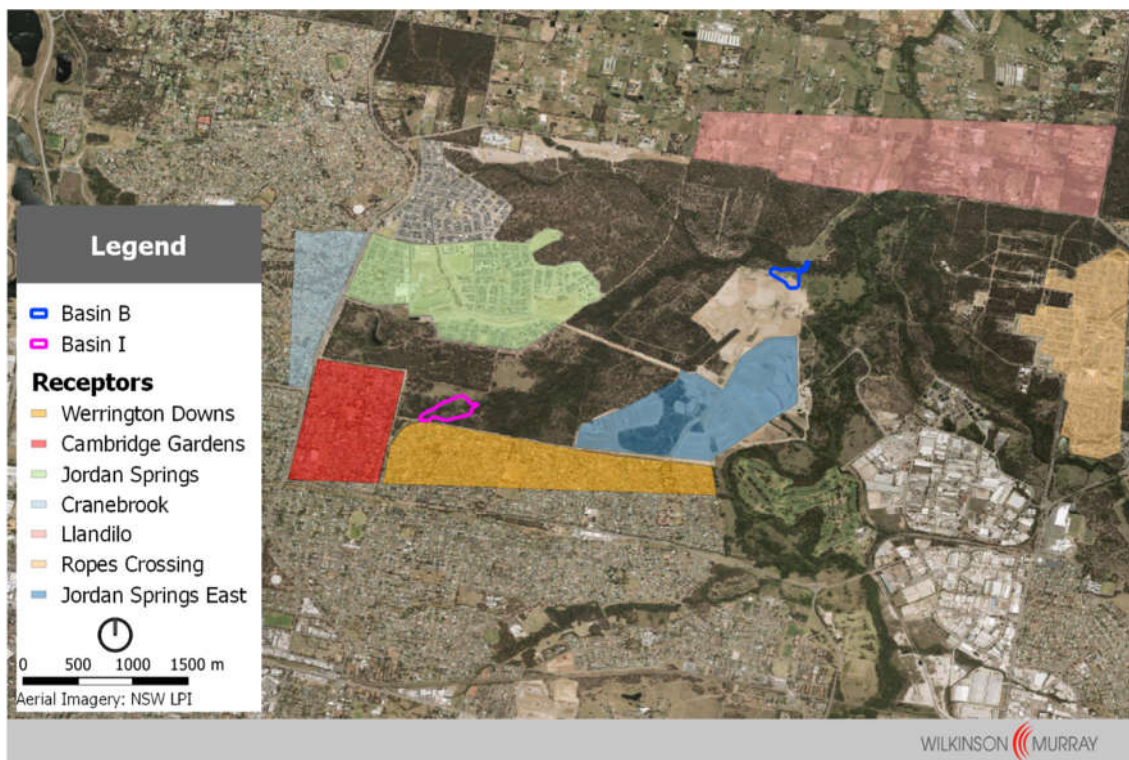 Legend
Basin B
Basin I
Receptors
Werrington Downs
Cambridge Gardens
Jordan Springs
Cranebrook
Llandilo
Ropes Crossing
Jordan Springs East
0 500 1000 1500 m
Aerial Imagery: NSW LPI
WILKINSON MURRAY